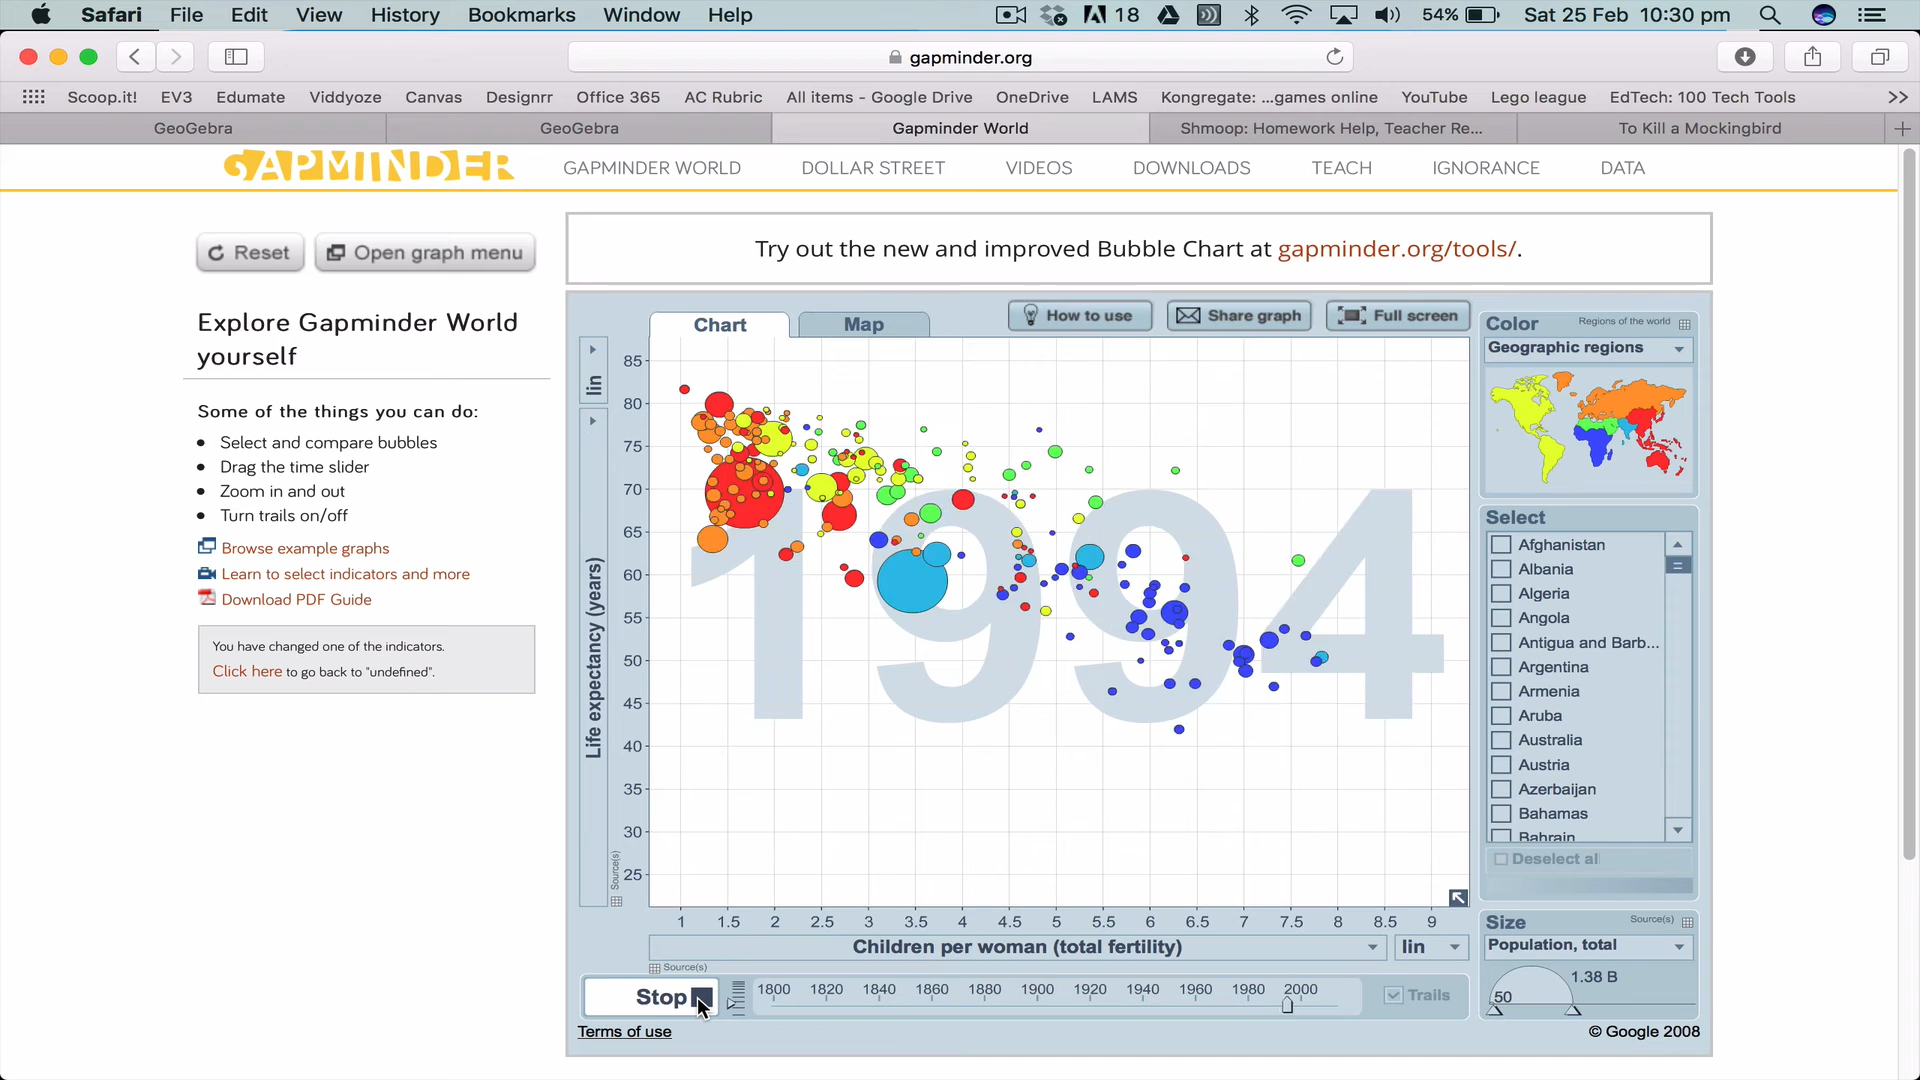 Safari File Edit View History Bookmarks Window Help 18 54% Sat 25 Feb 10:30 pm
gapminder.org
Scoop.it! EV3 Edumate Viddyoze Canvas Designrr Office 365 AC Rubric All items - Google Drive OneDrive LAMS Kongregate: ...games online YouTube Lego league EdTech: 100 Tech Tools >>
GeoGebra GeoGebra Gapminder World Shmoop: Homework Help, Teacher Re... To Kill a Mockingbird
GAPMINDER GAPMINDER WORLD DOLLAR STREET VIDEOS DOWNLOADS TEACH IGNORANCE DATA
Reset Open graph menu
Try out the new and improved Bubble Chart at gapminder.org/tools/.
Explore Gapminder World
yourself
Some of the things you can do:
Select and compare bubbles
Drag the time slider
Zoom in and out
Turn trails on/off
Browse example graphs
Learn to select indicators and more
Download PDF Guide
You have changed one of the indicators.
Click here to go back to "undefined".
Chart Map How to use Share graph Full screen
lin
Life expectancy (years)
Source(s)
85
80
75
70
65
60
55
50
45
40
35
30
25
1994
1 1.5 2 2.5 3 3.5 4 4.5 5 5.5 6 6.5 7 7.5 8 8.5 9
Children per woman (total fertility) lin
Source(s)
Stop 1800 1820 1840 1860 1880 1900 1920 1940 1960 1980 2000 Trails
Terms of use
Color Regions of the world
Geographic regions
Select
Afghanistan
Albania
Algeria
Angola
Antigua and Barb...
Argentina
Armenia
Aruba
Australia
Austria
Azerbaijan
Bahamas
Bahrain
Deselect al
Size Source(s)
Population, total
1.38 B
50
© Google 2008